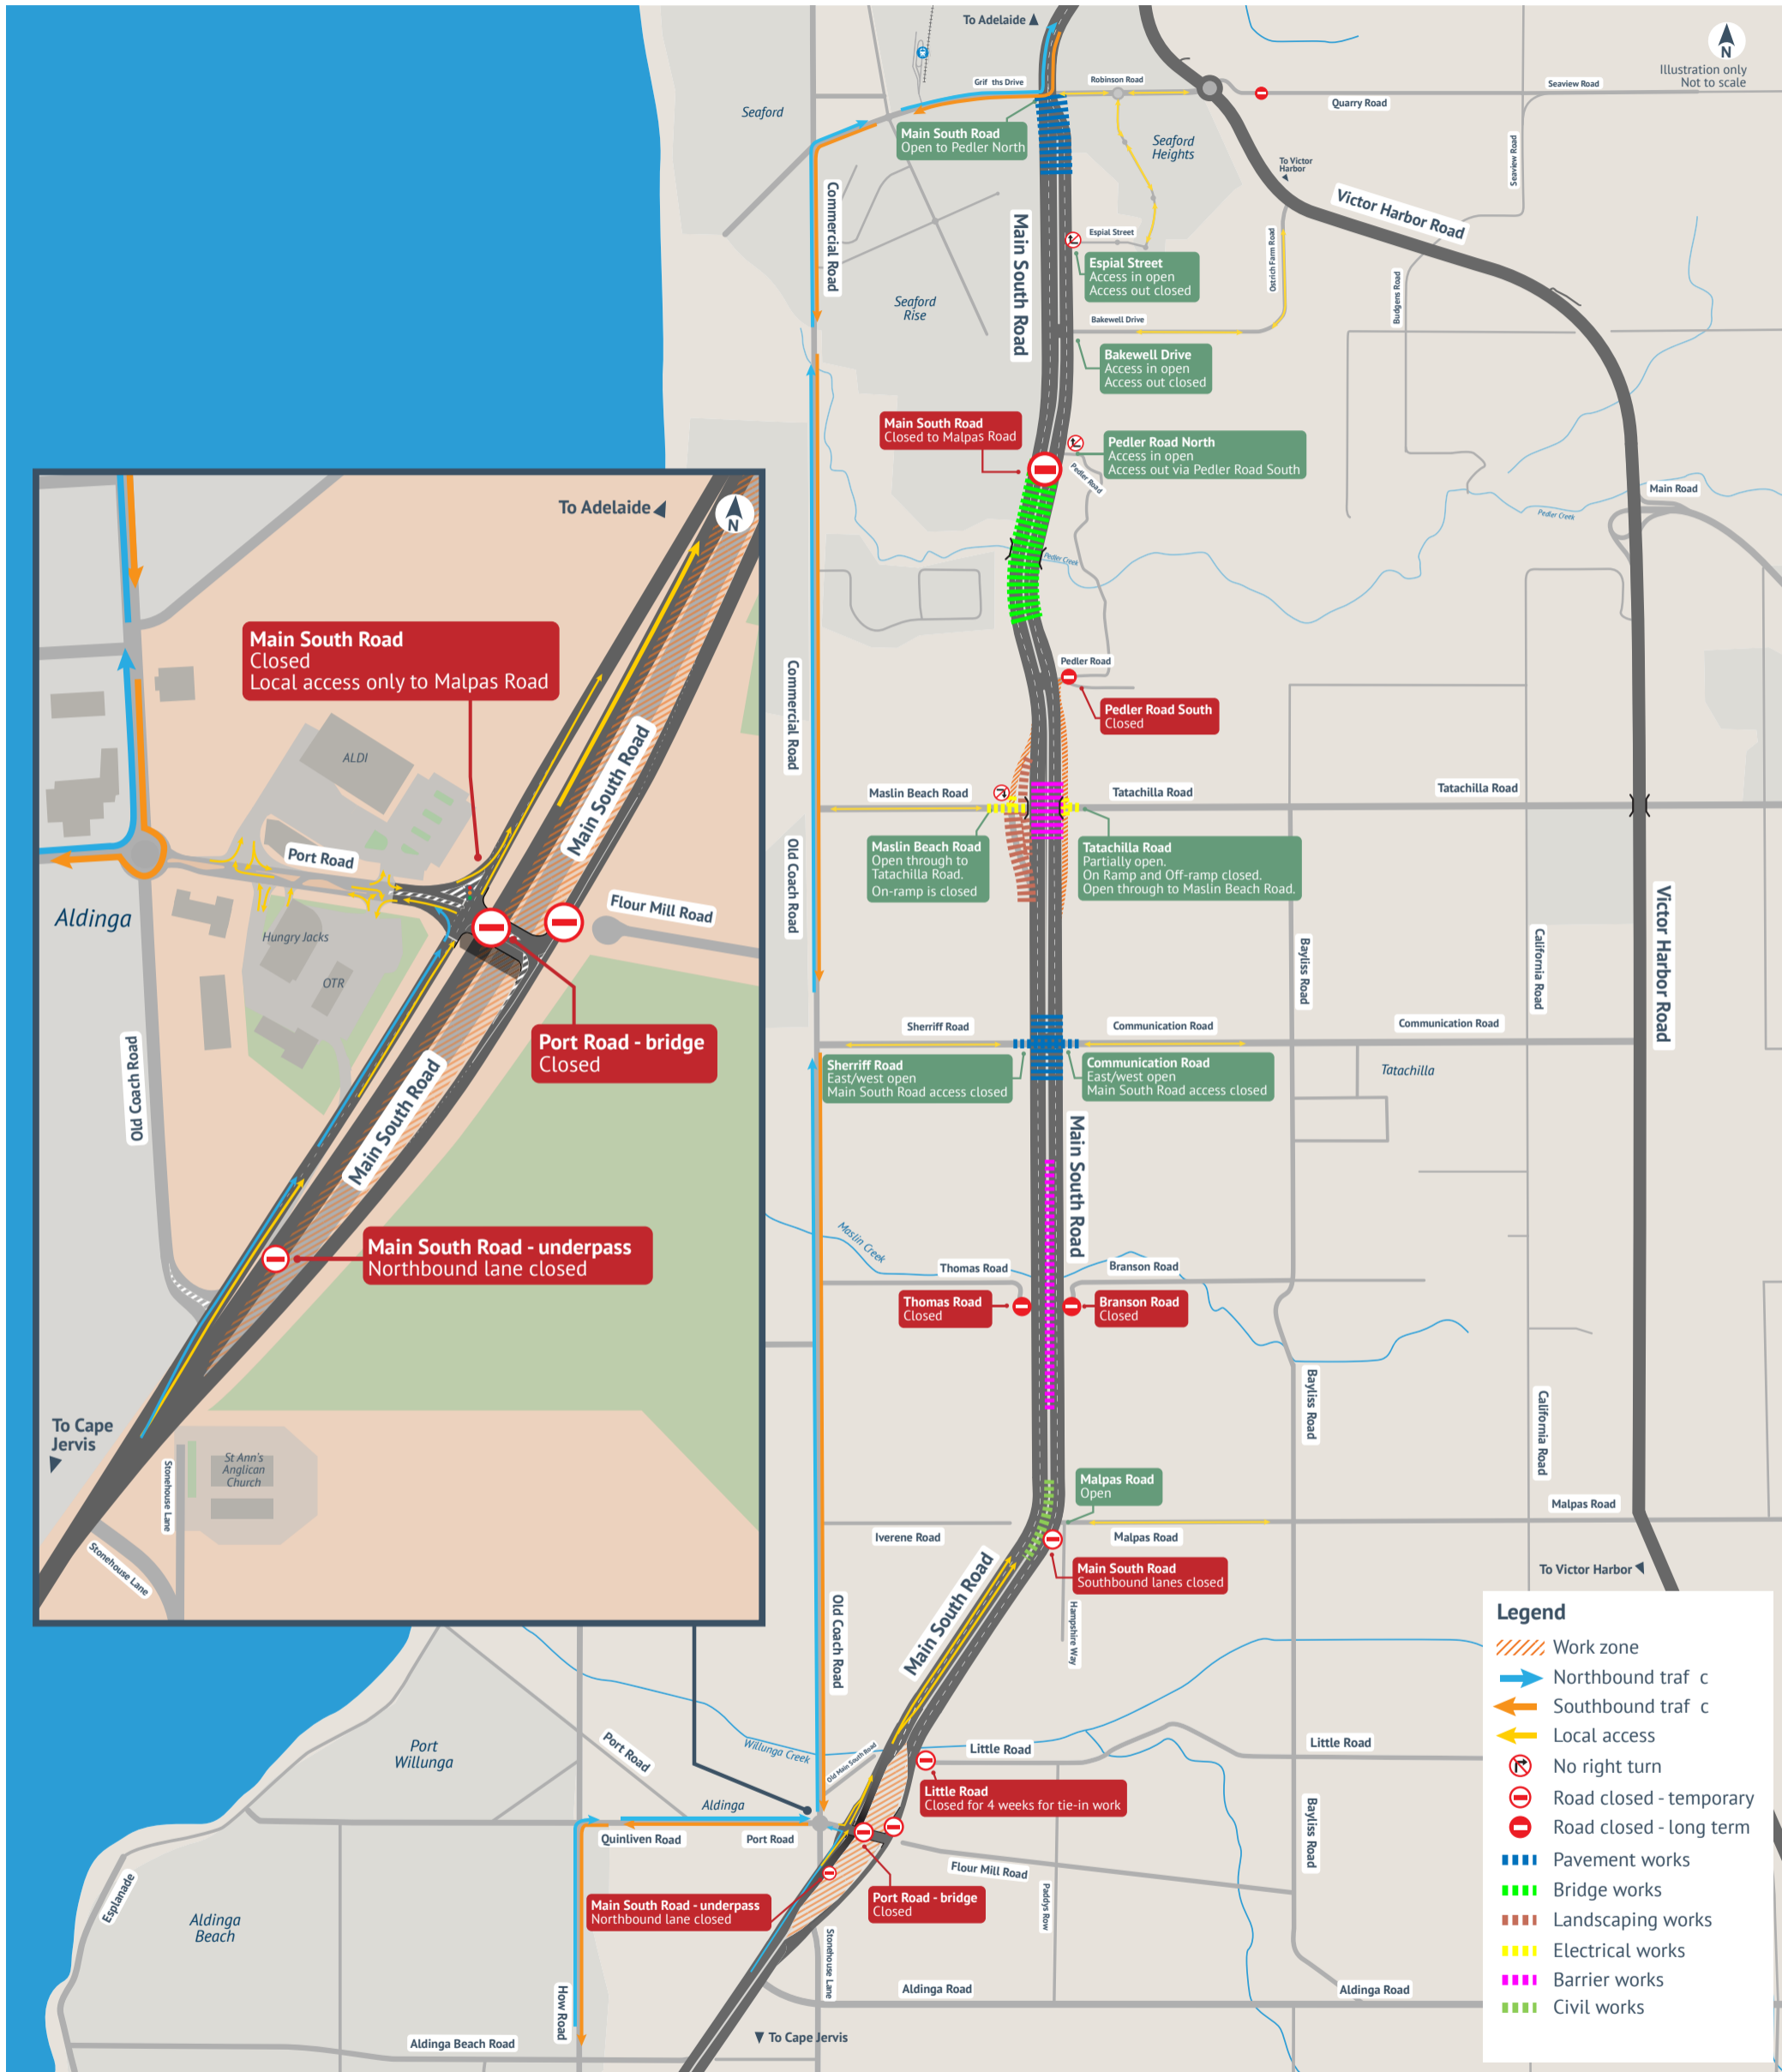 To Adelaide
N
Illustration only
Not to scale
Grif ths Drive
Robinson Road
Seaview Road
Quarry Road
Seaford
Main South Road
Open to Pedler North
Seaford
Heights
Seaview Road
To Victor
Harbor
Victor Harbor Road
Commercial Road
Main South Road
Espial Street
Ostrich Farm Road
Espial Street
Access in open
Access out closed
Budgens Road
Seaford
Rise
Bakewell Drive
Bakewell Drive
Access in open
Access out closed
Main South Road
Closed to Malpas Road
Pedler Road North
Access in open
Access out via Pedler Road South
Pedler Road
Main Road
Pedler Creek
Pedler Creek
Commercial Road
Pedler Road
Pedler Road South
Closed
Maslin Beach Road
Tatachilla Road
Tatachilla Road
Old Coach Road
Maslin Beach Road
Open through to
Tatachilla Road.
On-ramp is closed
Tatachilla Road
Partially open.
On Ramp and Off-ramp closed.
Open through to Maslin Beach Road.
Bayliss Road
California Road
Victor Harbor Road
Sherriff Road
Communication Road
Communication Road
Sherriff Road
East/west open
Main South Road access closed
Communication Road
East/west open
Main South Road access closed
Tatachilla
Main South Road
Maslin Creek
Thomas Road
Branson Road
Thomas Road
Closed
Branson Road
Closed
Bayliss Road
California Road
Malpas Road
Open
Malpas Road
Iverene Road
Malpas Road
Main South Road
Southbound lanes closed
To Victor Harbor
Main South Road
Hampshire Way
Old Coach Road
To Adelaide
N
Main South Road
Closed
Local access only to Malpas Road
ALDI
Main South Road
Port Road
Flour Mill Road
Aldinga
Hungry Jacks
OTR
Port Road - bridge
Closed
Old Coach Road
Main South Road
Main South Road - underpass
Northbound lane closed
To Cape
Jervis
St Ann's
Anglican
Church
Stonehouse Lane
Stonehouse Lane
Port
Willunga
Port Road
Willunga Creek
Old Main South Road
Little Road
Little Road
Little Road
Closed for 4 weeks for tie-in work
Aldinga
Quinliven Road
Port Road
Flour Mill Road
Bayliss Road
Esplanade
Aldinga
Beach
Main South Road - underpass
Northbound lane closed
Port Road - bridge
Closed
Paddys Row
Stonehouse Lane
How Road
Aldinga Road
Aldinga Road
Aldinga Beach Road
To Cape Jervis
Legend
Work zone
Northbound traf c
Southbound traf c
Local access
No right turn
Road closed - temporary
Road closed - long term
Pavement works
Bridge works
Landscaping works
Electrical works
Barrier works
Civil works